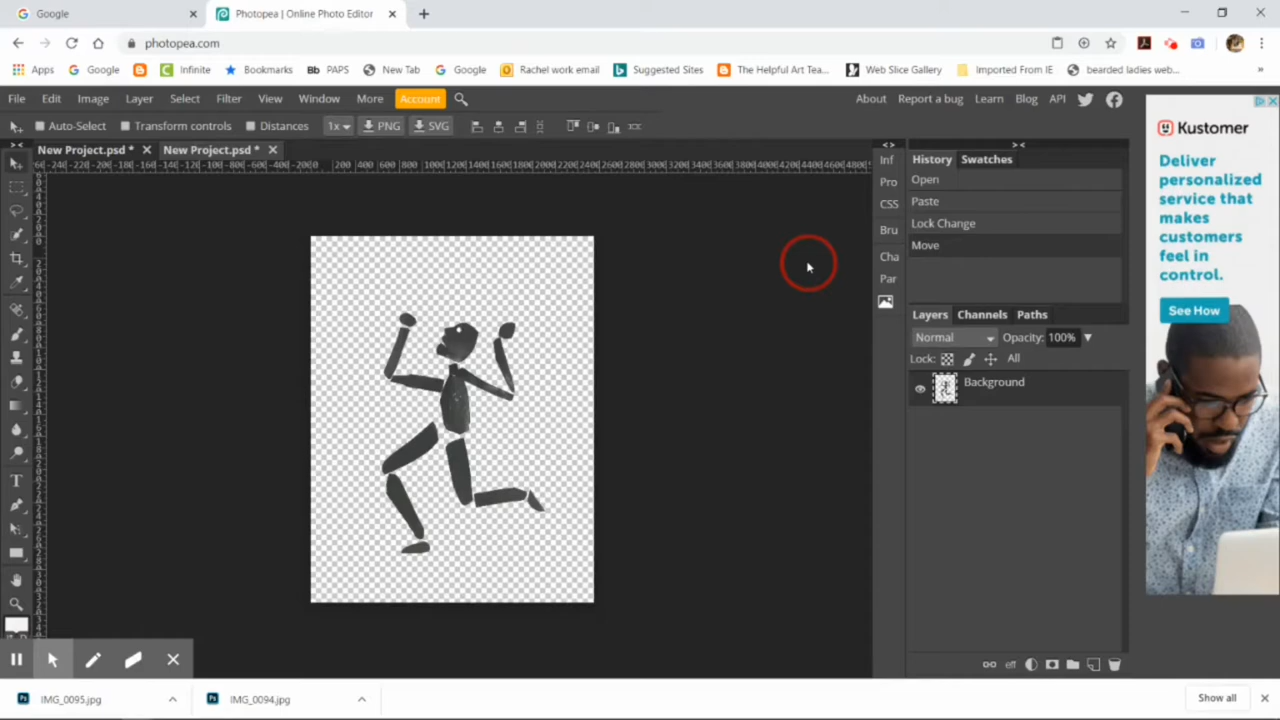 Google
Photopea | Online Photo Editor
photopea.com
Apps
Google
Infinite
Bookmarks
Bb PAPS
New Tab
Google
Rachel work email
Suggested Sites
The Helpful Art Tea...
Web Slice Gallery
Imported From IE
bearded ladies web...
»
File Edit Image Layer Select Filter View Window More Account
About Report a bug Learn Blog API
Auto-Select Transform controls Distances 1x PNG SVG
New Project.psd *
New Project.psd *
Inf
Pro
CSS
Bru
Cha
Par
History Swatches
Open
Paste
Lock Change
Move
Layers Channels Paths
Normal Opacity: 100%
Lock: All
Background
Kustomer
Deliver
personalized
service that
makes
customers
feel in
control.
See How
IMG_0095.jpg
IMG_0094.jpg
Show all